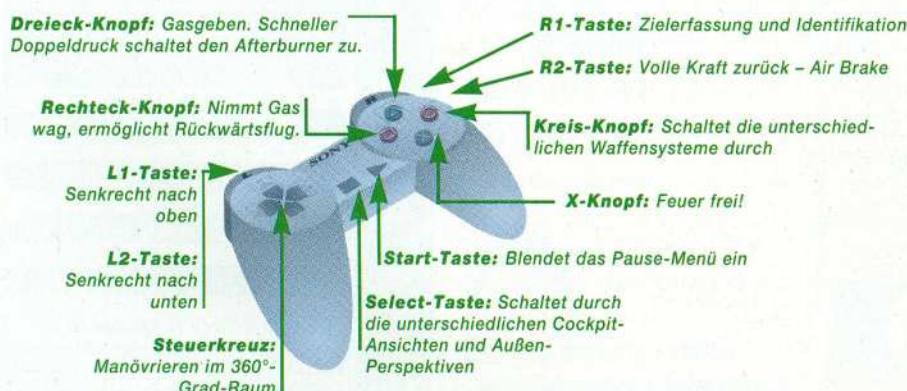 Dreieck-Knopf: Gasgeben. Schneller
Doppeldruck schaltet den Afterburner zu.
R1-Taste: Zielerfassung und Identifikation
R2-Taste: Volle Kraft zurück – Air Brake
Rechteck-Knopf: Nimmt Gas
wag, ermöglicht Rückwärtsflug.
Kreis-Knopf: Schaltet die unterschied-
lichen Waffensysteme durch
L1-Taste:
Senkrecht nach
oben
X-Knopf: Feuer frei!
L2-Taste:
Senkrecht nach
unten
Start-Taste: Blendet das Pause-Menü ein
Select-Taste: Schaltet durch
die unterschiedlichen Cockpit-
Ansichten und Außen-
Perspektiven
Steuerkreuz:
Manövrieren im 360°-
Grad-Raum
SONY